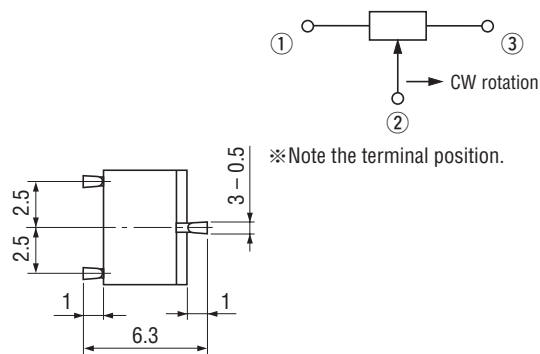 ①
③
CW rotation
②
※Note the terminal position.
2.5
2.5
3 – 0.5
1
1
6.3